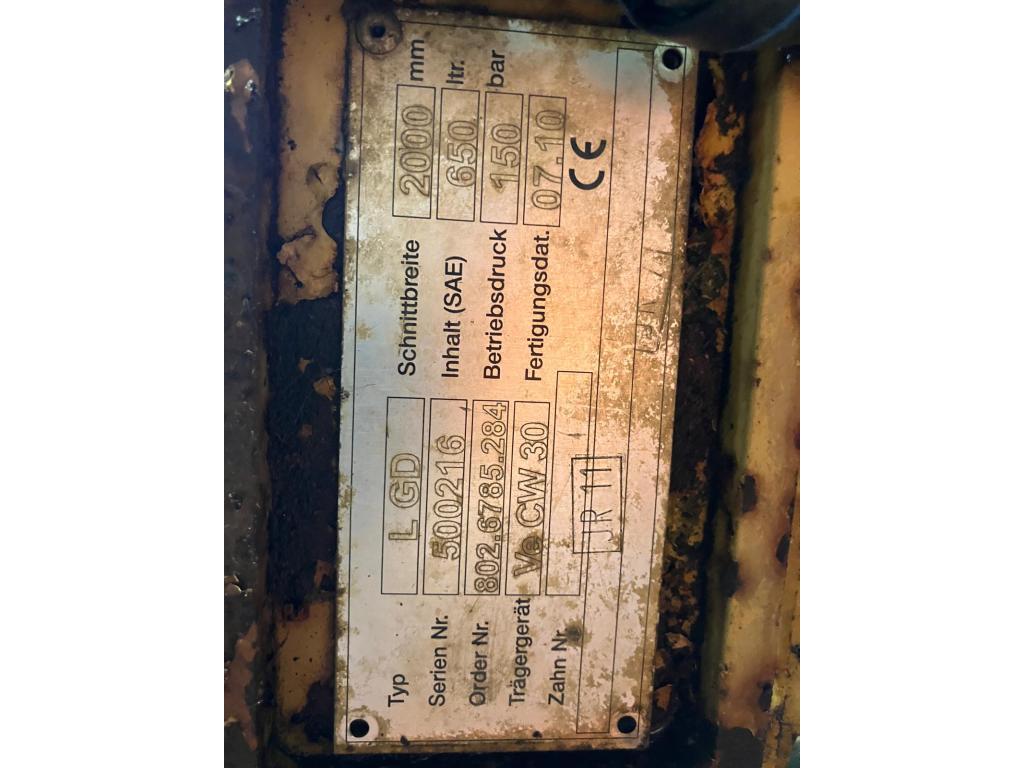 Typ L GD Schnittbreite 2000 mm
Serien Nr. 500216 Inhalt (SAE) 650 ltr.
Order Nr. 802.6785.284 Betriebsdruck 150 bar
Trägergerät Ve CW 30 Fertigungsdat. 07.10
Zahn Nr. CE
JR 11